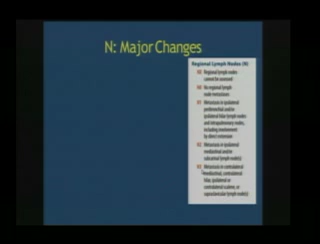 N: Major Changes
Regional Lymph Nodes (N)
NX Regional lymph nodes
cannot be assessed
N0 No regional lymph
node metastases
N1 Metastasis in ipsilateral
peribronchial and/or
ipsilateral hilar lymph nodes
and intrapulmonary nodes,
including involvement
by direct extension
N2 Metastasis in ipsilateral
mediastinal and/or
subcarinal lymph node(s)
N3 Metastasis in contralateral
mediastinal, contralateral
hilar, ipsilateral or
contralateral scalene, or
supraclavicular lymph node(s)